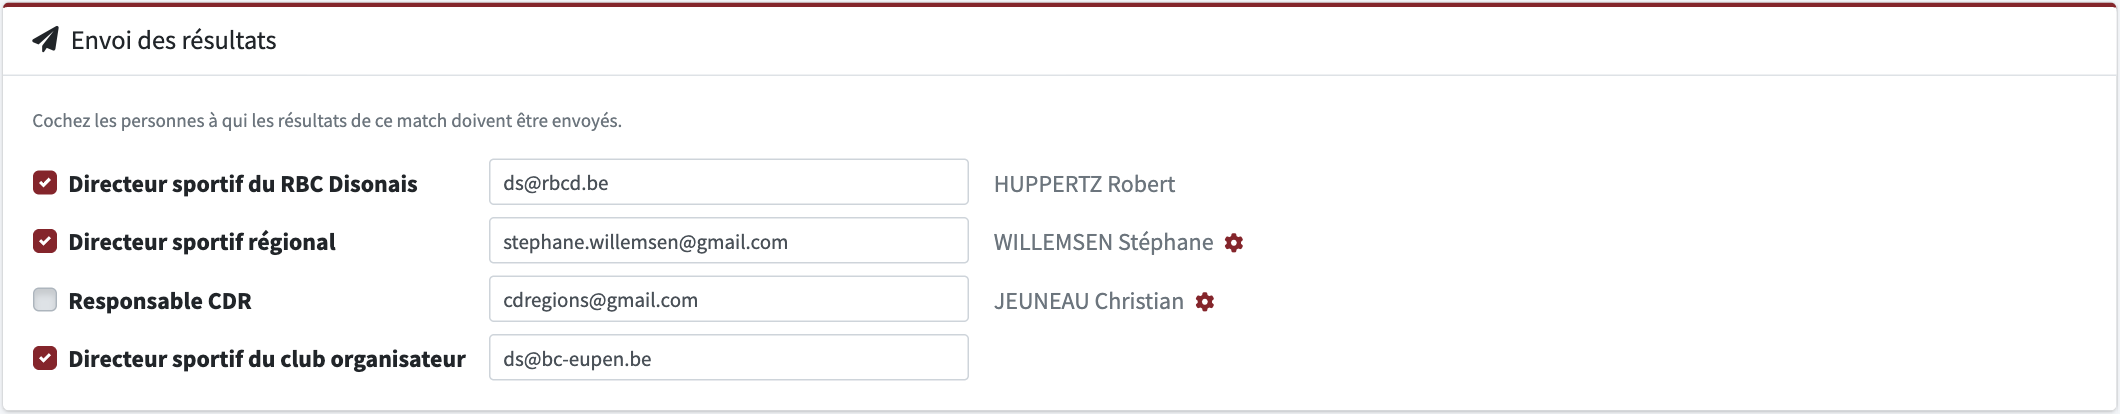 Envoi des résultats
Cochez les personnes à qui les résultats de ce match doivent être envoyés.
Directeur sportif du RBC Disonais ds@rbcd.be HUPPERTZ Robert
Directeur sportif régional stephane.willemsen@gmail.com WILLEMSEN Stéphane
Responsable CDR cdregions@gmail.com JEUNEAU Christian
Directeur sportif du club organisateur ds@bc-eupen.be